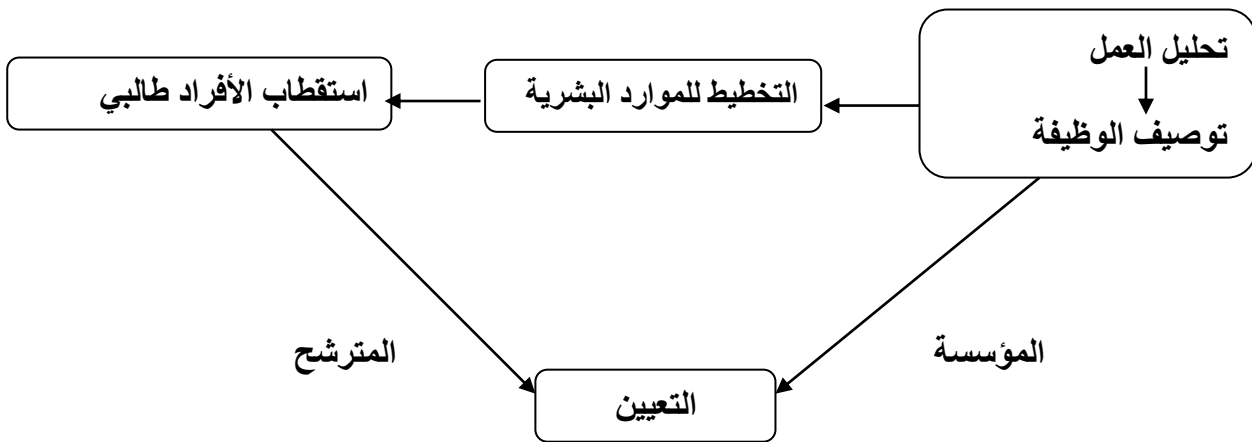 تحليل العمل
توصيف الوظيفة
التخطيط للموارد البشرية
استقطاب الأفراد طالبي
المؤسسة
المترشح
التعيين